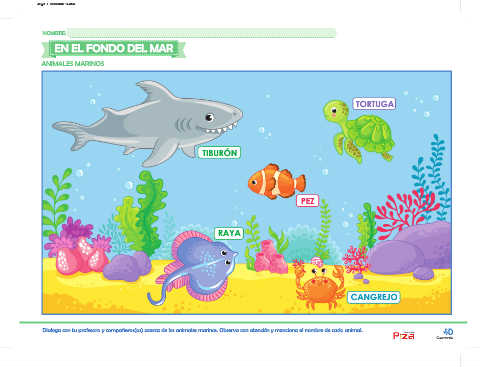 NOMBRE:
EN EL FONDO DEL MAR
ANIMALES MARINOS
TORTUGA
TIBURÓN
PEZ
RAYA
CANGREJO
Dialoga con tu profesora y compañeros(as) acerca de los animales marinos. Observa con atención y menciona el nombre de cada animal.
40